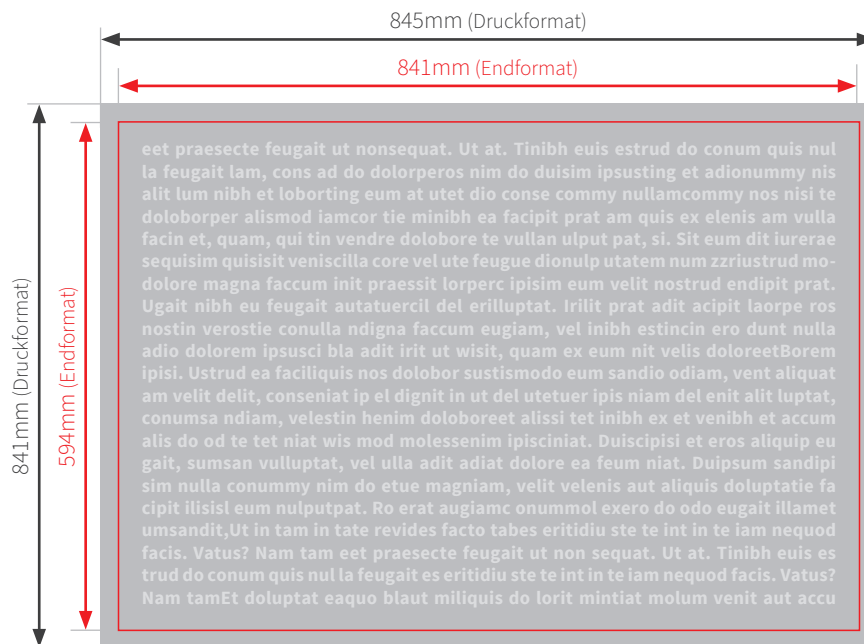 845mm (Druckformat)
841mm (Endformat)
841mm (Druckformat)
594mm (Endformat)
eet praesecte feugait ut nonsequat. Ut at. Tinibh euis estrud do conum quis nul
la feugait lam, cons ad do dolorperos nim do duisim ipsusting et adionummy nis
alit lum nibh et loborting eum at utet dio conse commy nullamcommy nos nisi te
doloborper alismod iamcor tie minibh ea facipit prat am quis ex elenis am vulla
facin et, quam, qui tin vendre dolobore te vullan ulput pat, si. Sit eum dit iurerae
sequisim quisisit veniscilla core vel ute feugue dionulp utatem num zzriustrud mo-
dolore magna faccum init praessit lorperc ipisim eum velit nostrud endipit prat.
Ugait nibh eu feugait autatuercil del erilluptat. Irilit prat adit acipit laorpe ros
nostin verostie conulla ndigna faccum eugiam, vel inibh estincin ero dunt nulla
adio dolorem ipsusci bla adit irit ut wisit, quam ex eum nit velis doloreetBorem
ipisi. Ustrud ea faciliquis nos dolobor sustismodo eum sandio odiam, vent aliquat
am velit delit, conseniat ip el dignit in ut del utetuer ipis niam del enit alit luptat,
conumsa ndiam, velestin henim doloboreet alissi tet inibh ex et venibh et accum
alis do od te tet niat wis mod molessenim ipisciniat. Duiscipisi et eros aliquip eu
gait, sumsan vulluptat, vel ulla adit adiat dolore ea feum niat. Duipsum sandipi
sim nulla conummy nim do etue magniam, velit velenis aut aliquis doluptatie fa
cipit ilisisl eum nulputpat. Ro erat augiamc onummol exero do odo eugait illamet
umsandit,Ut in tam in tate revides facto tabes eritidiu ste te int in te iam nequod
facis. Vatus? Nam tam eet praesecte feugait ut non sequat. Ut at. Tinibh euis es
trud do conum quis nul la feugait es eritidiu ste te int in te iam nequod facis. Vatus?
Nam tamEt doluptat eaquo blaut miliquis do lorit mintiat molum venit aut accu